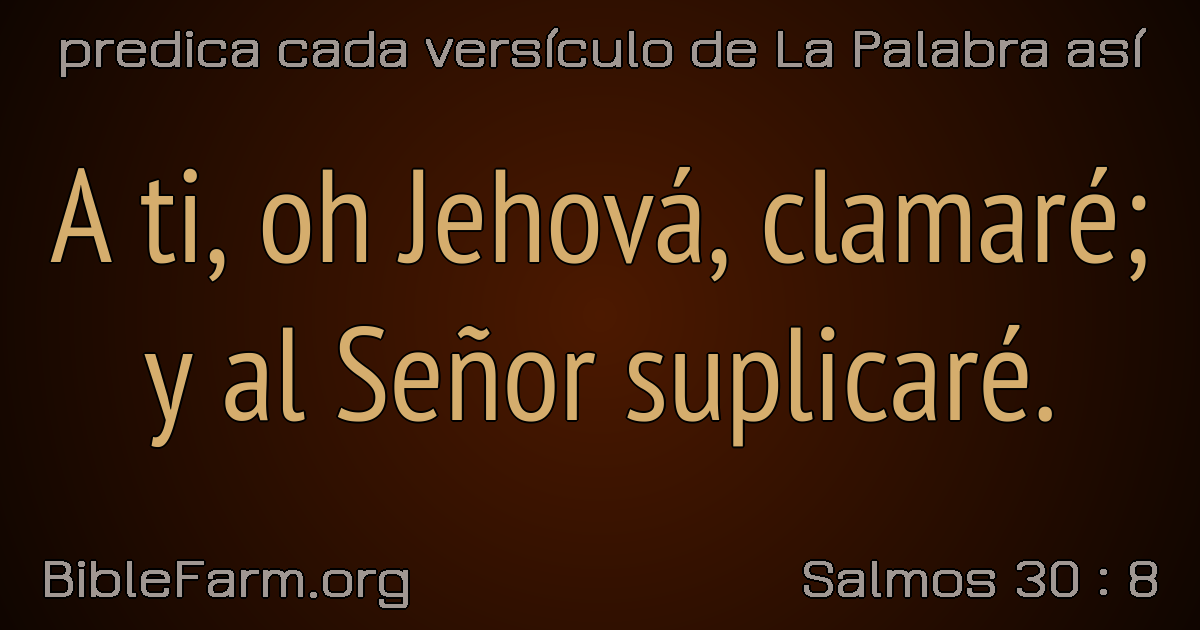 predica cada versículo de La Palabra así
A ti, oh Jehová, clamaré;
y al Señor suplicaré.
BibleFarm.org
Salmos 30 : 8